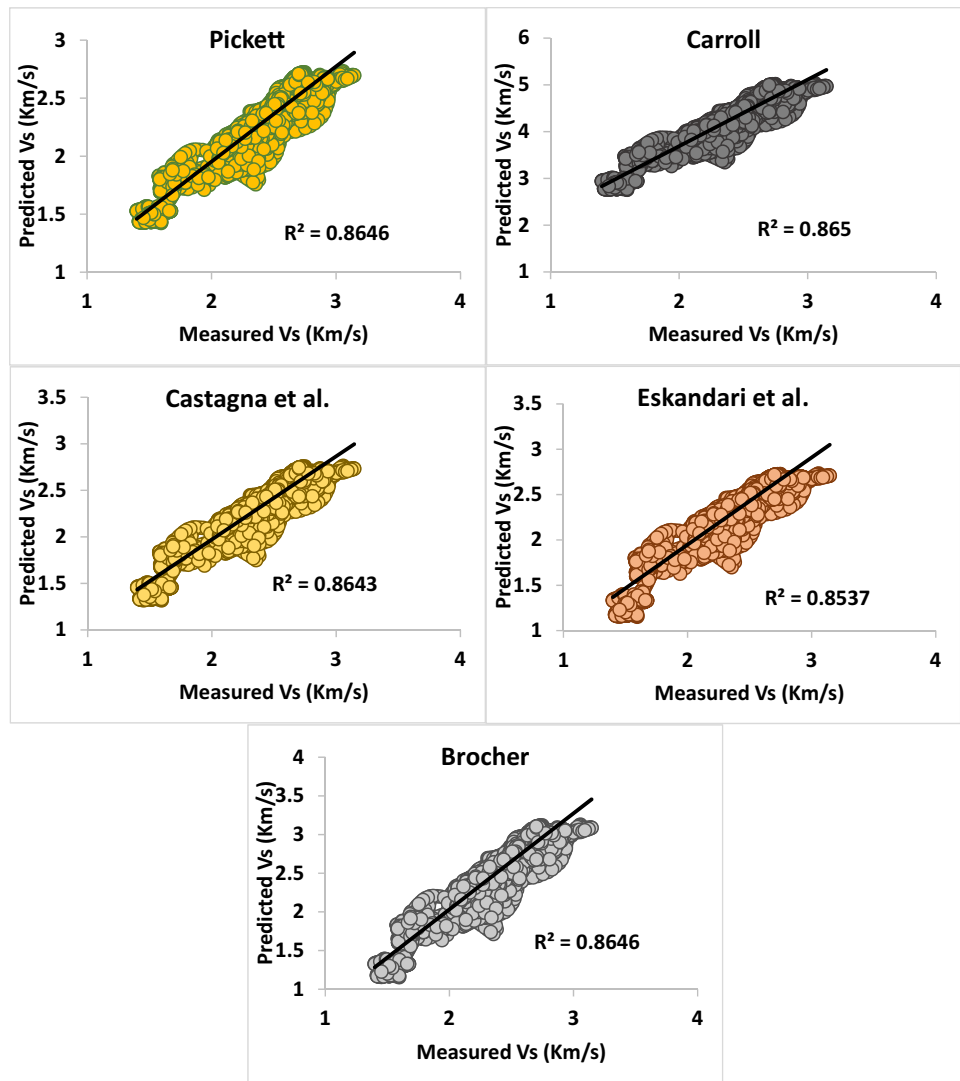 Pickett
Predicted Vs (Km/s)
3
2.5
2
1.5
1
R² = 0.8646
1 2 3 4
Measured Vs (Km/s)
Carroll
Predicted Vs (Km/s)
6
5
4
3
2
1
R² = 0.865
1 2 3 4
Measured Vs (Km/s)
Castagna et al.
Predicted Vs (Km/s)
3.5
3
2.5
2
1.5
1
R² = 0.8643
1 2 3 4
Measured Vs (Km/s)
Eskandari et al.
Predicted Vs (Km/s)
3.5
3
2.5
2
1.5
1
R² = 0.8537
1 2 3 4
Measured Vs (Km/s)
Brocher
Predicted Vs (Km/s)
4
3.5
3
2.5
2
1.5
1
R² = 0.8646
1 2 3 4
Measured Vs (Km/s)